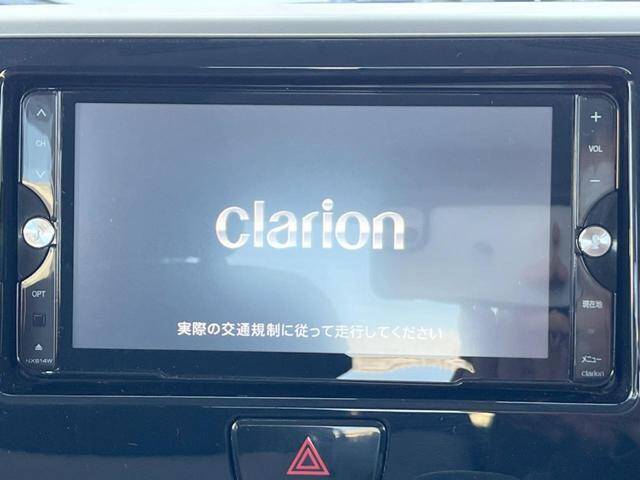 CH
OPT
NX614W
clarion
実際の交通規制に従って走行してください
+
VOL
−
現在地
メニュー
clarion